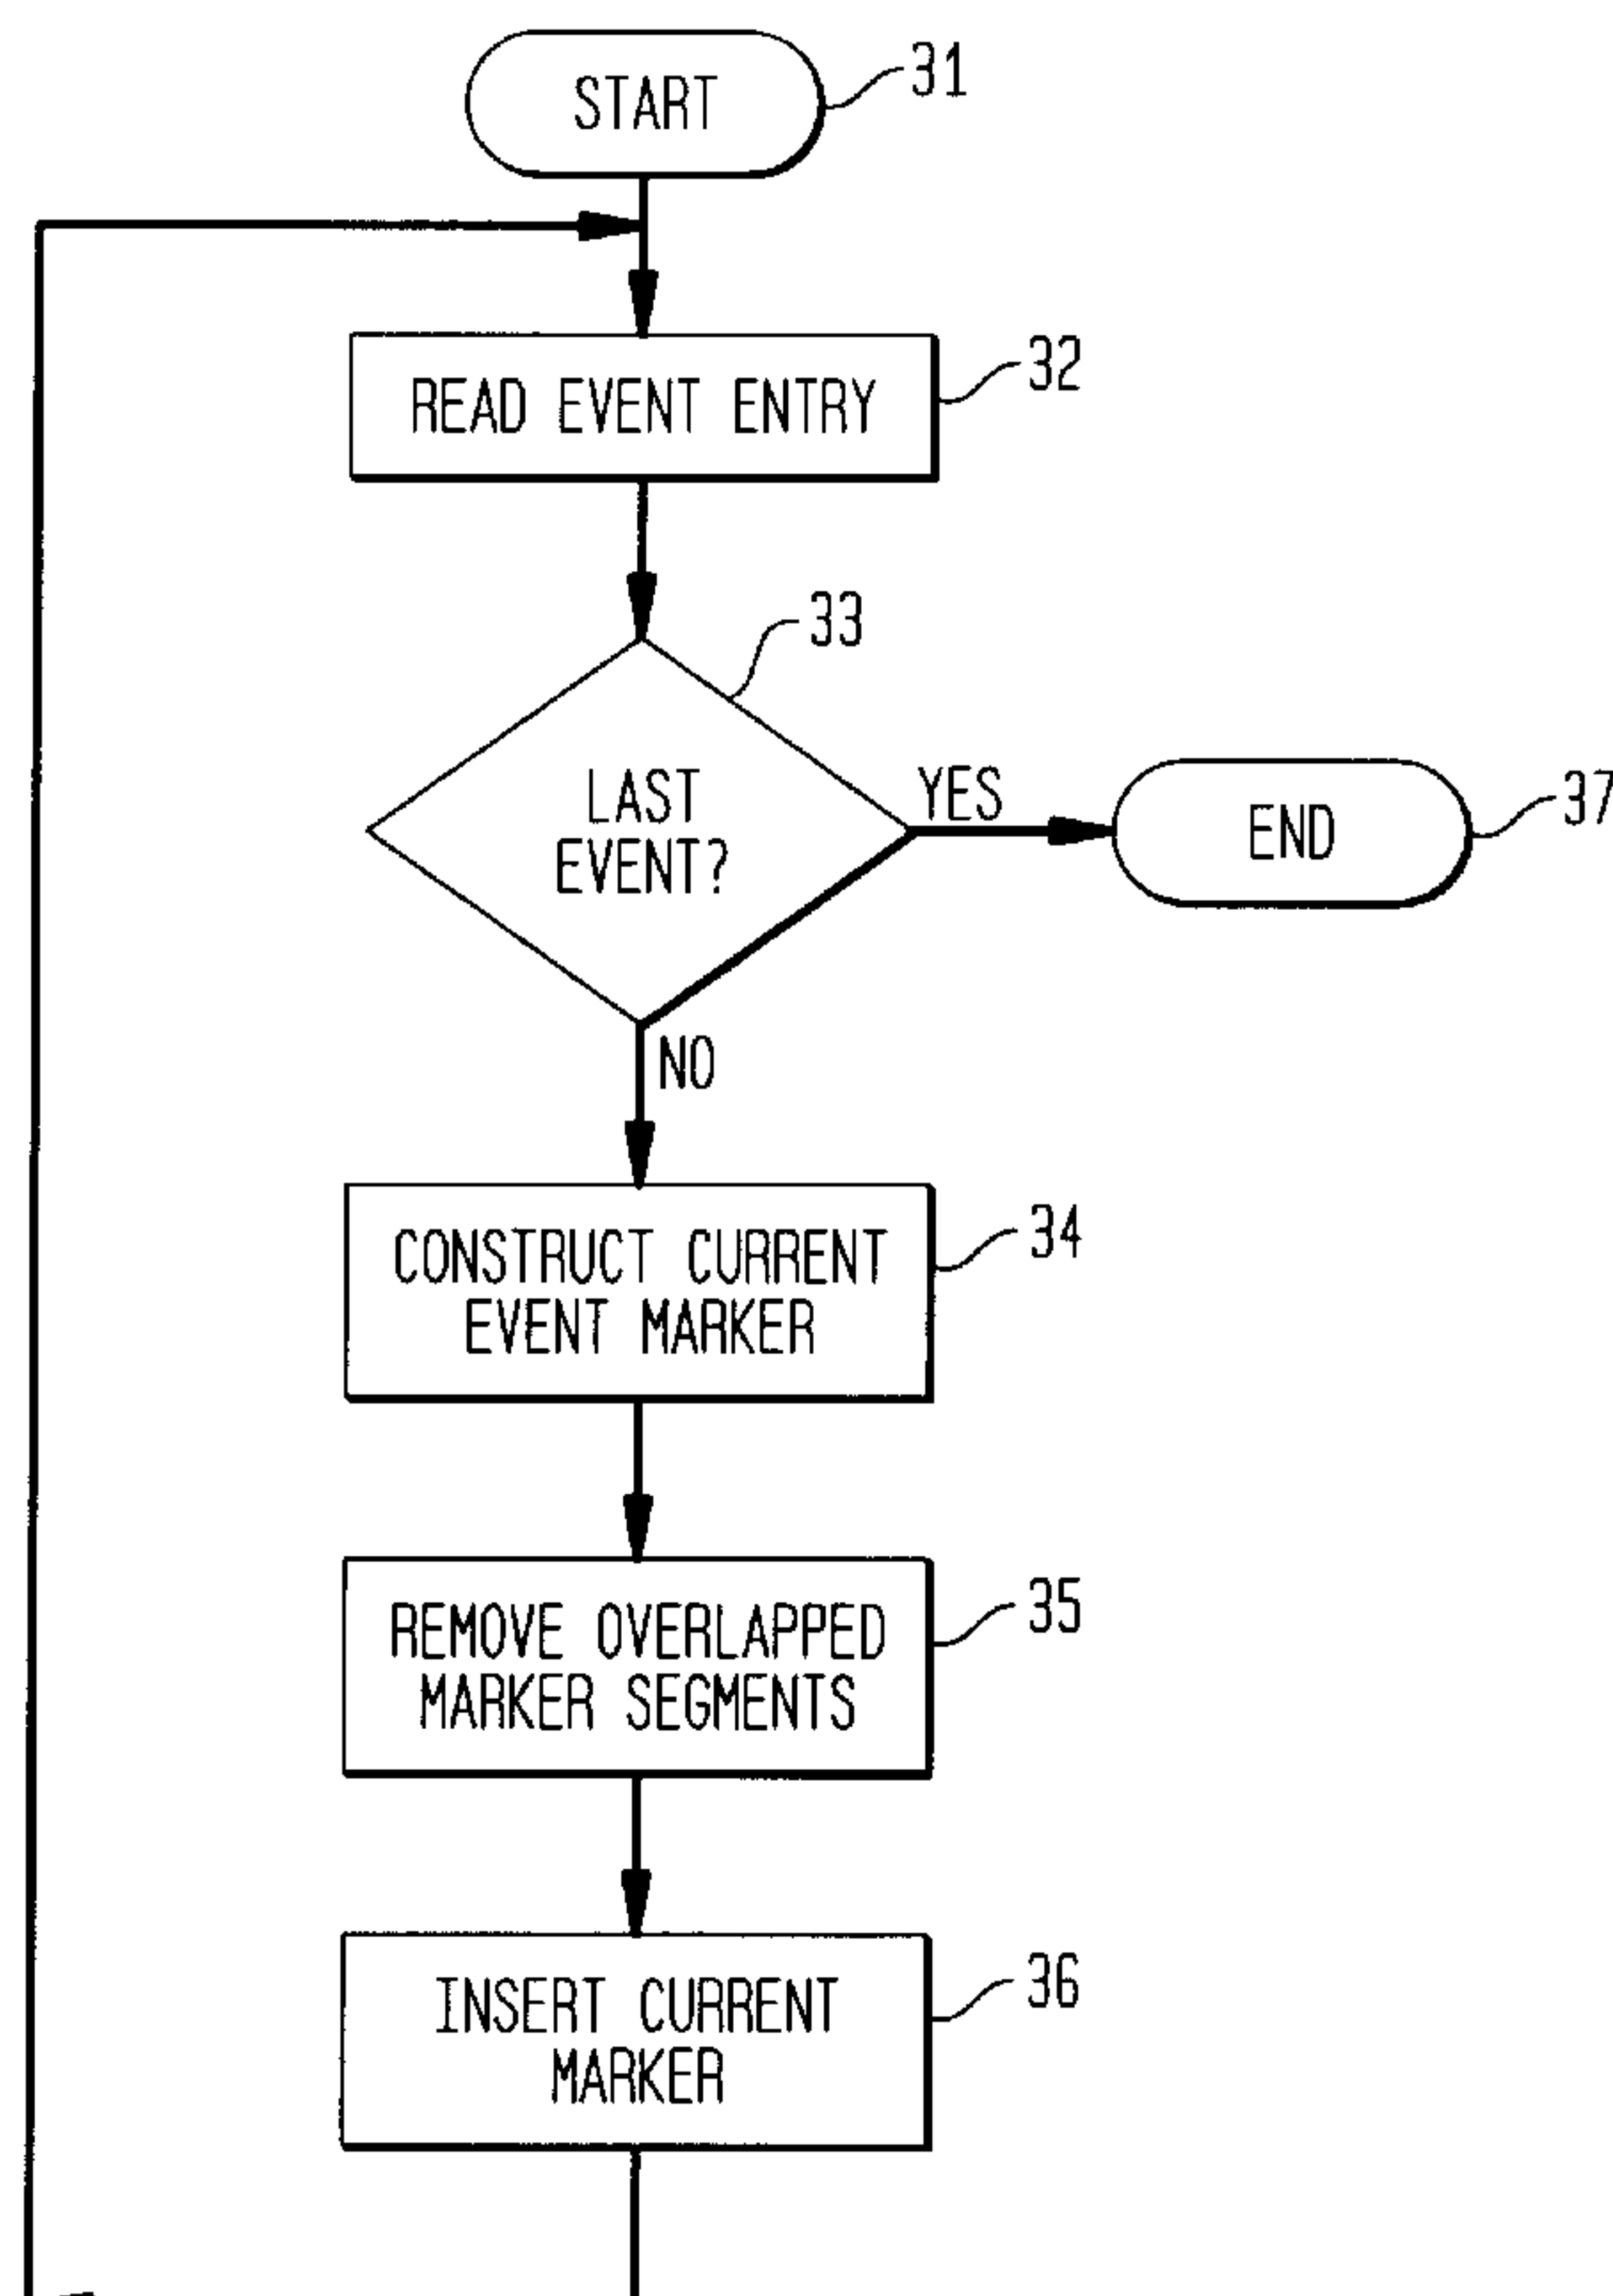 START
31
READ EVENT ENTRY
32
33
LAST
EVENT?
YES
END
37
NO
CONSTRUCT CURRENT
EVENT MARKER
34
REMOVE OVERLAPPED
MARKER SEGMENTS
35
INSERT CURRENT
MARKER
36